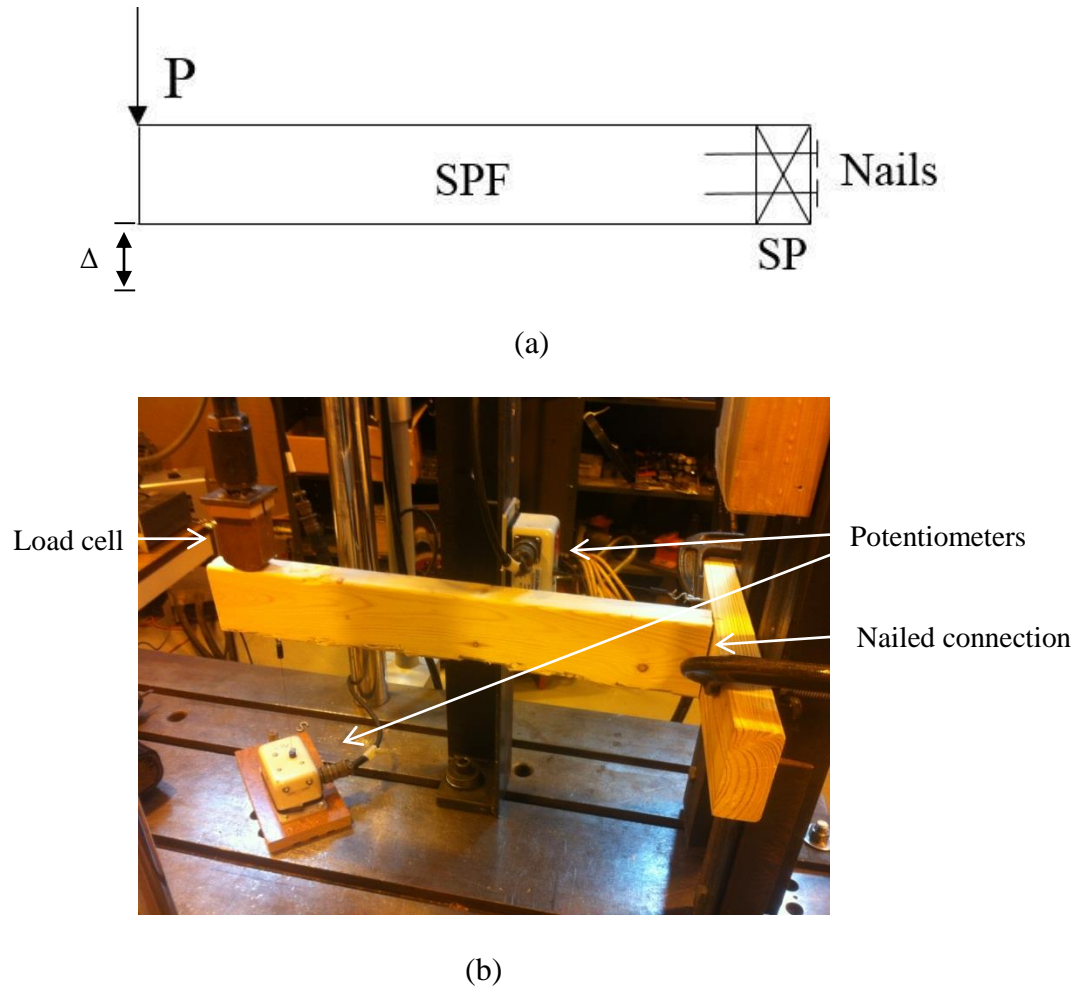 P
SPF
Nails
SP
Δ
(a)
Load cell
Potentiometers
Nailed connection
(b)